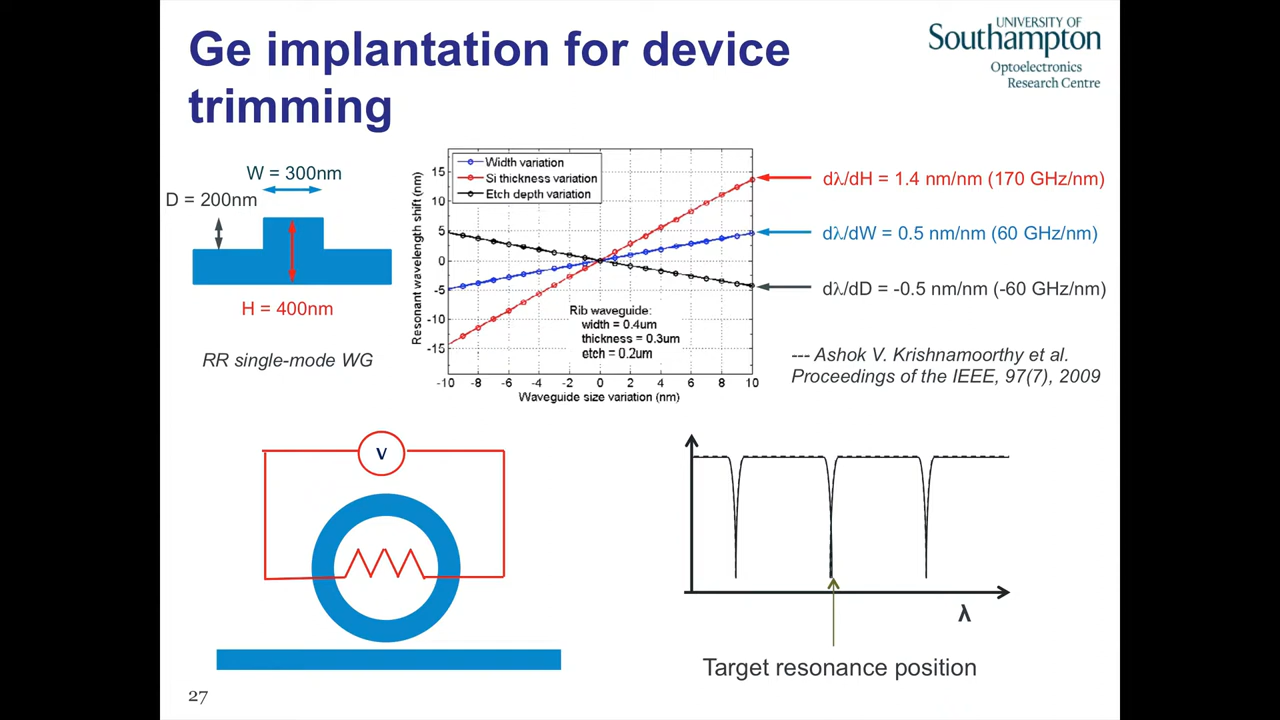 Ge implantation for device
trimming
UNIVERSITY OF
Southampton
Optoelectronics
Research Centre
W = 300nm
D = 200nm
H = 400nm
RR single-mode WG
Width variation
Si thickness variation
Etch depth variation
Resonant wavelength shift (nm)
15
10
5
0
-5
-10
-15
Rib waveguide:
width = 0.4um
thickness = 0.3um
etch = 0.2um
-10 -8 -6 -4 -2 0 2 4 6 8 10
Waveguide size variation (nm)
dλ/dH = 1.4 nm/nm (170 GHz/nm)
dλ/dW = 0.5 nm/nm (60 GHz/nm)
dλ/dD = -0.5 nm/nm (-60 GHz/nm)
--- Ashok V. Krishnamoorthy et al.
Proceedings of the IEEE, 97(7), 2009
V
λ
Target resonance position
27